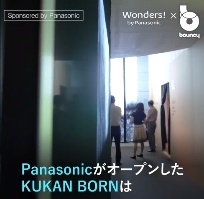 Sponsored by Panasonic
Wonders! ×
by Panasonic
bouncy
Panasonicがオープンした
KUKAN BORNは